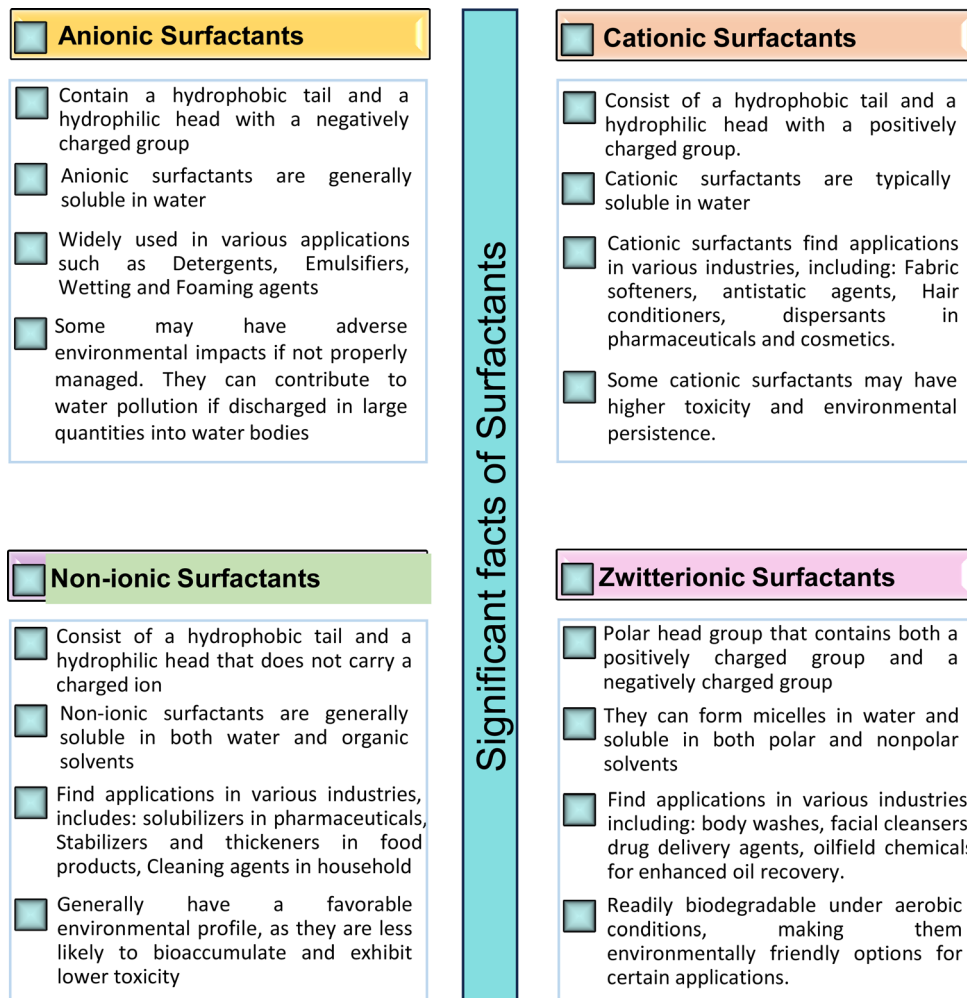 Anionic Surfactants
Contain a hydrophobic tail and a
hydrophilic head with a negatively
charged group
Anionic surfactants are generally
soluble in water
Widely used in various applications
such as Detergents, Emulsifiers,
Wetting and Foaming agents
Some may have adverse
environmental impacts if not properly
managed. They can contribute to
water pollution if discharged in large
quantities into water bodies
Significant facts of Surfactants
Cationic Surfactants
Consist of a hydrophobic tail and a
hydrophilic head with a positively
charged group.
Cationic surfactants are typically
soluble in water
Cationic surfactants find applications
in various industries, including: Fabric
softeners, antistatic agents, Hair
conditioners, dispersants in
pharmaceuticals and cosmetics.
Some cationic surfactants may have
higher toxicity and environmental
persistence.
Non-ionic Surfactants
Consist of a hydrophobic tail and a
hydrophilic head that does not carry a
charged ion
Non-ionic surfactants are generally
soluble in both water and organic
solvents
Find applications in various industries,
includes: solubilizers in pharmaceuticals,
Stabilizers and thickeners in food
products, Cleaning agents in household
Generally have a favorable
environmental profile, as they are less
likely to bioaccumulate and exhibit
lower toxicity
Zwitterionic Surfactants
Polar head group that contains both a
positively charged group and a
negatively charged group
They can form micelles in water and
soluble in both polar and nonpolar
solvents
Find applications in various industries
including: body washes, facial cleansers
drug delivery agents, oilfield chemicals
for enhanced oil recovery.
Readily biodegradable under aerobic
conditions, making them
environmentally friendly options for
certain applications.